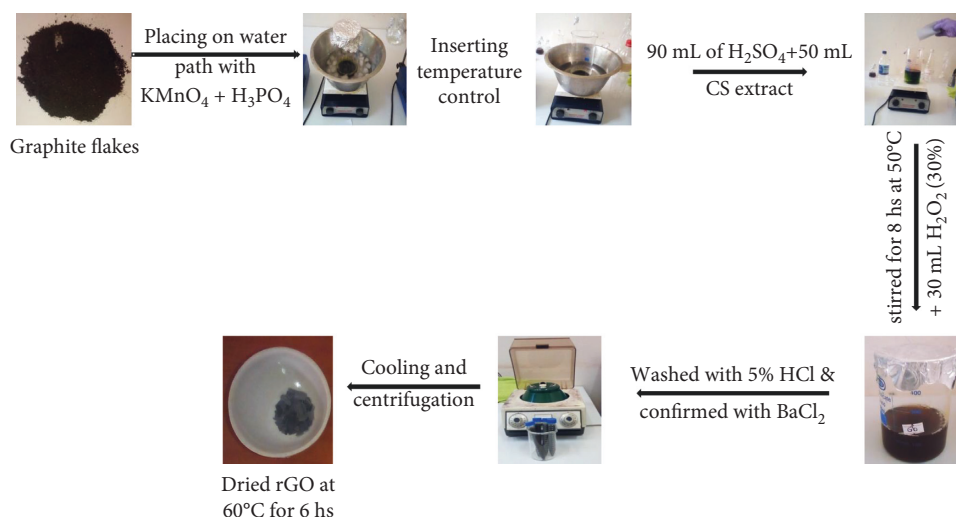 Graphite flakes
Placing on water
path with
KMnO₄ + H₃PO₄
Inserting
temperature
control
90 mL of H₂SO₄+50 mL
CS extract
stirred for 8 hs at 50°C
+ 30 mL H₂O₂ (30%)
Washed with 5% HCl &
confirmed with BaCl₂
Cooling and
centrifugation
Dried rGO at
60°C for 6 hs